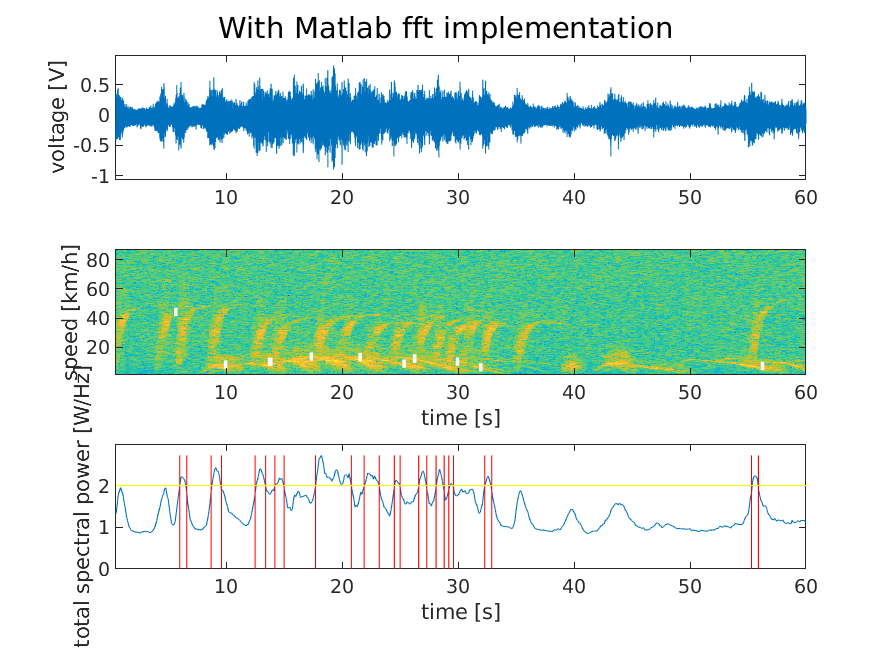 With Matlab fft implementation
voltage [V]
0.5
0
-0.5
-1
10 20 30 40 50 60
speed [km/h]
80
60
40
20
10 20 30 40 50 60
time [s]
total spectral power [W/Hz]
2
1
0
10 20 30 40 50 60
time [s]